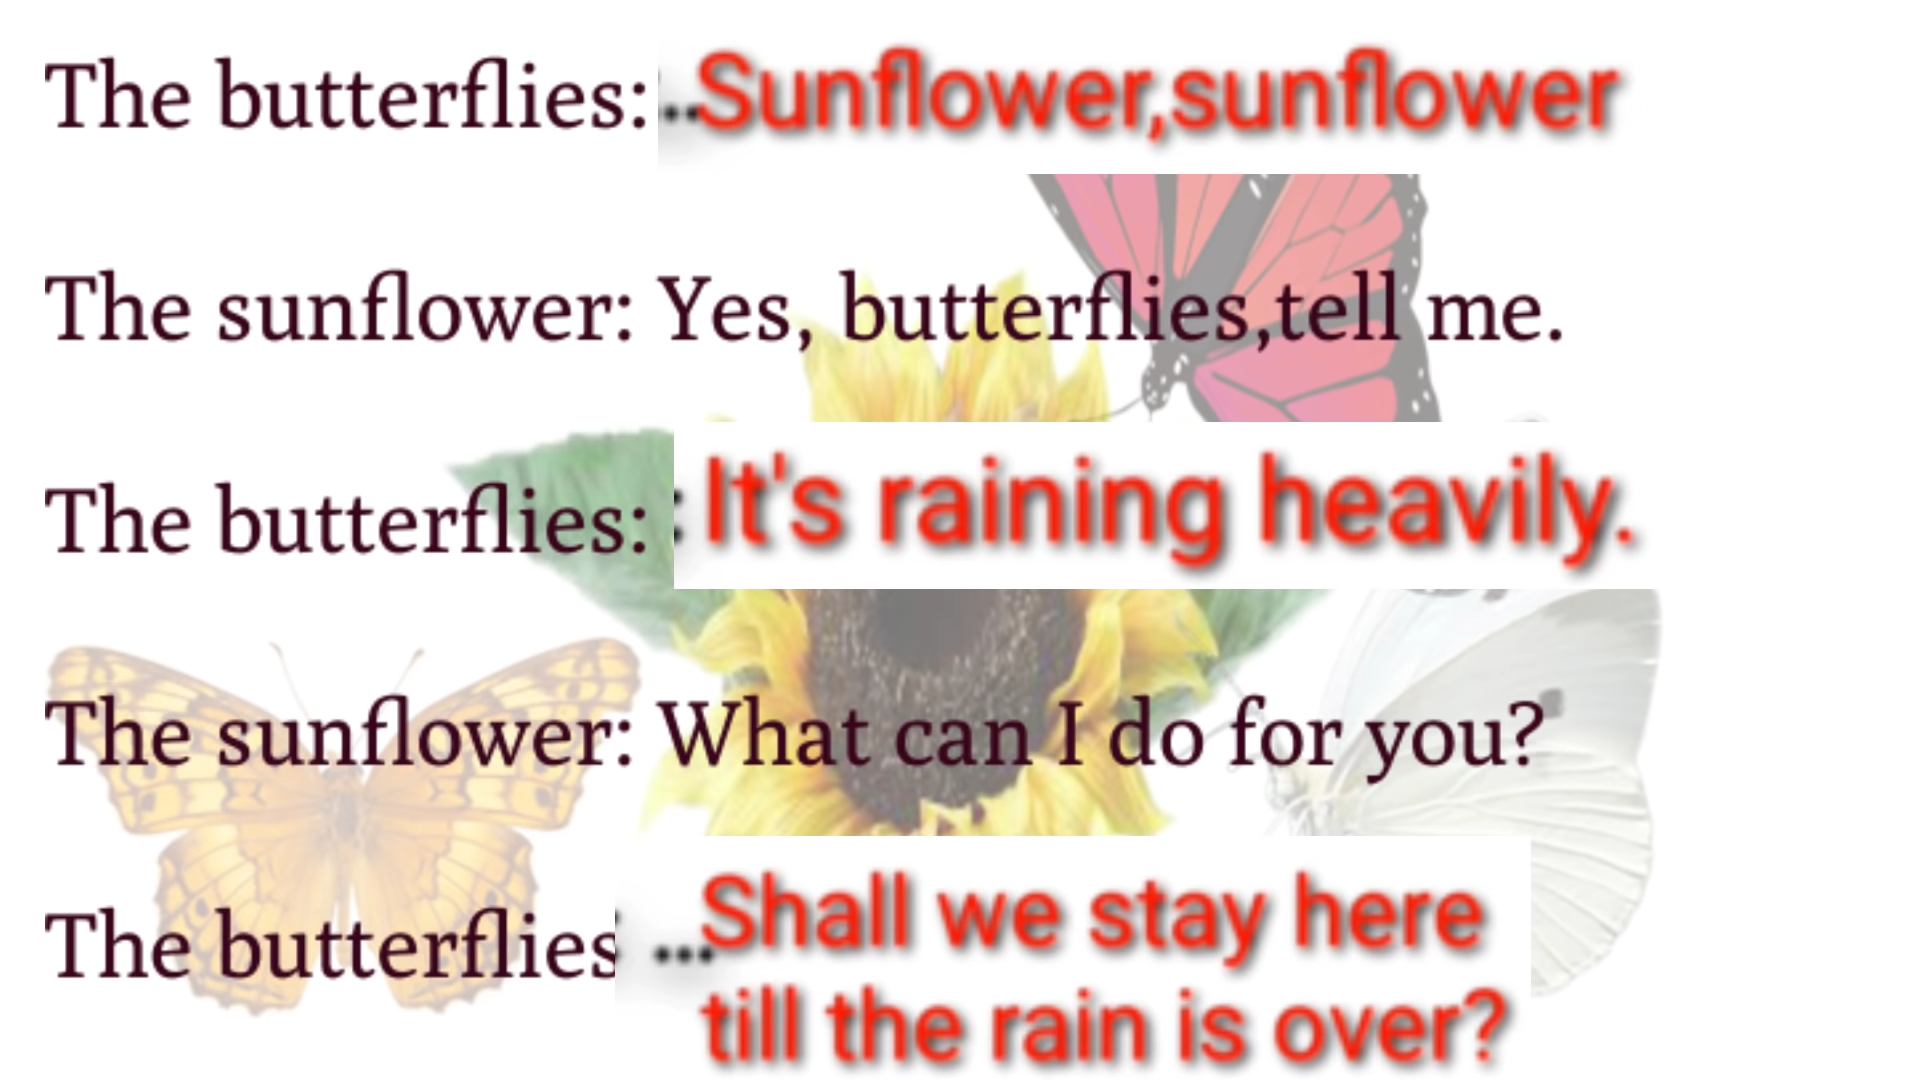 The butterflies: ..Sunflower,sunflower
The sunflower: Yes, butterflies,tell me.
The butterflies: : It's raining heavily.
The sunflower: What can I do for you?
The butterflies ...Shall we stay here
till the rain is over?